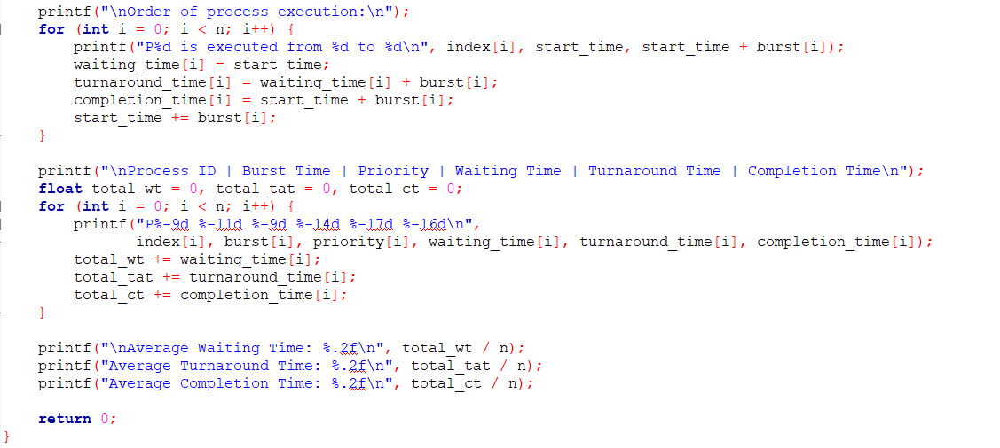 printf("\nOrder of process execution:\n");
    for (int i = 0; i < n; i++) {
        printf("P%d is executed from %d to %d\n", index[i], start_time, start_time + burst[i]);
        waiting_time[i] = start_time;
        turnaround_time[i] = waiting_time[i] + burst[i];
        completion_time[i] = start_time + burst[i];
        start_time += burst[i];
    }

    printf("\nProcess ID | Burst Time | Priority | Waiting Time | Turnaround Time | Completion Time\n");
    float total_wt = 0, total_tat = 0, total_ct = 0;
    for (int i = 0; i < n; i++) {
        printf("P%-9d %-11d %-9d %-14d %-17d %-16d\n",
               index[i], burst[i], priority[i], waiting_time[i], turnaround_time[i], completion_time[i]);
        total_wt += waiting_time[i];
        total_tat += turnaround_time[i];
        total_ct += completion_time[i];
    }

    printf("\nAverage Waiting Time: %.2f\n", total_wt / n);
    printf("Average Turnaround Time: %.2f\n", total_tat / n);
    printf("Average Completion Time: %.2f\n", total_ct / n);

    return 0;
}